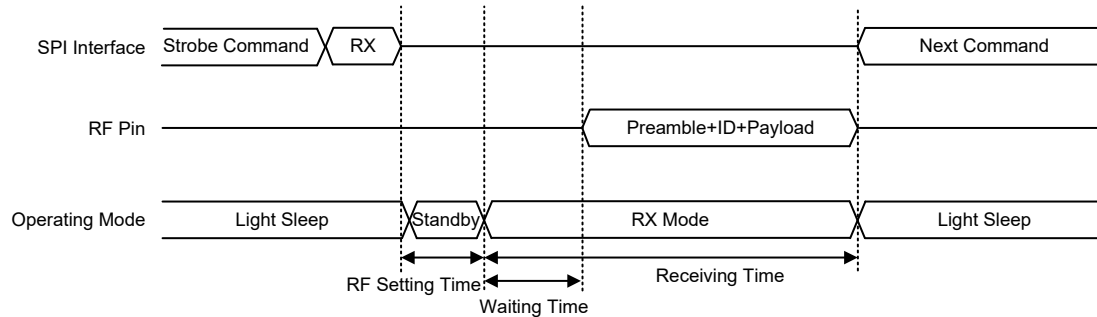 SPI Interface Strobe Command RX Next Command
RF Pin Preamble+ID+Payload
Operating Mode Light Sleep Standby RX Mode Light Sleep
RF Setting Time Receiving Time
Waiting Time